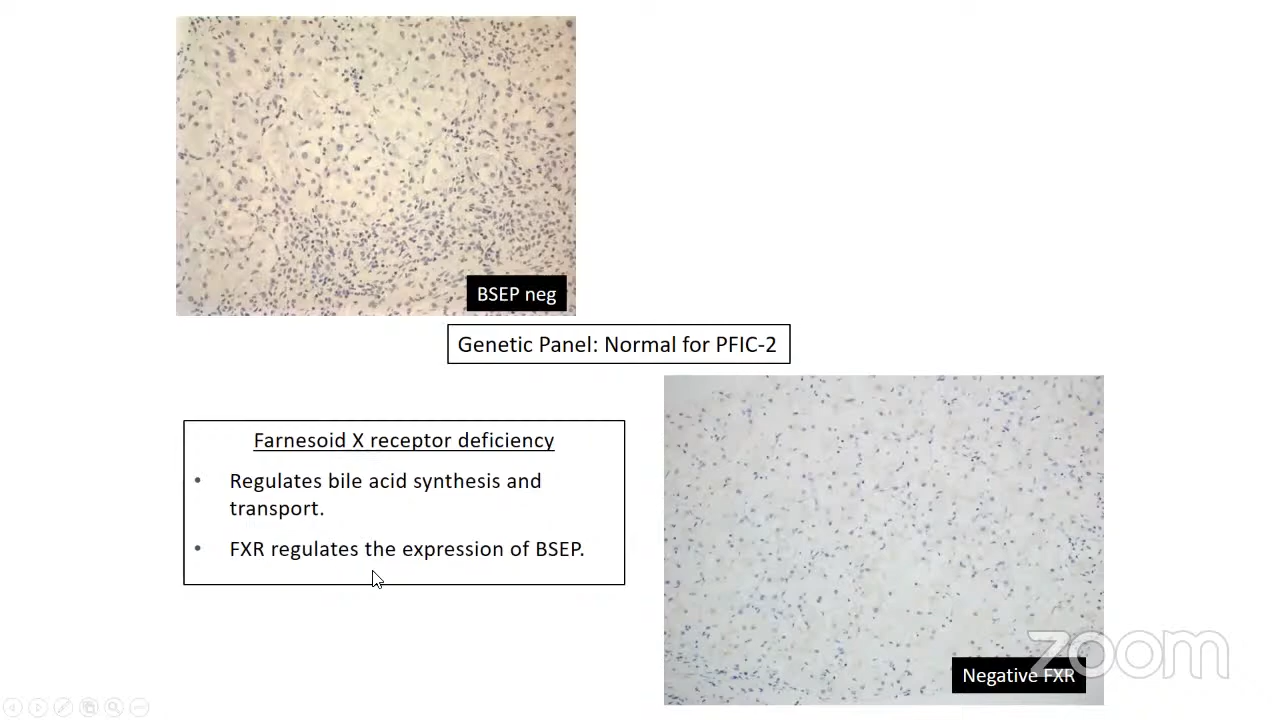 BSEP neg
Genetic Panel: Normal for PFIC-2
Farnesoid X receptor deficiency
• Regulates bile acid synthesis and
transport.
• FXR regulates the expression of BSEP.
Negative FXR
zoom